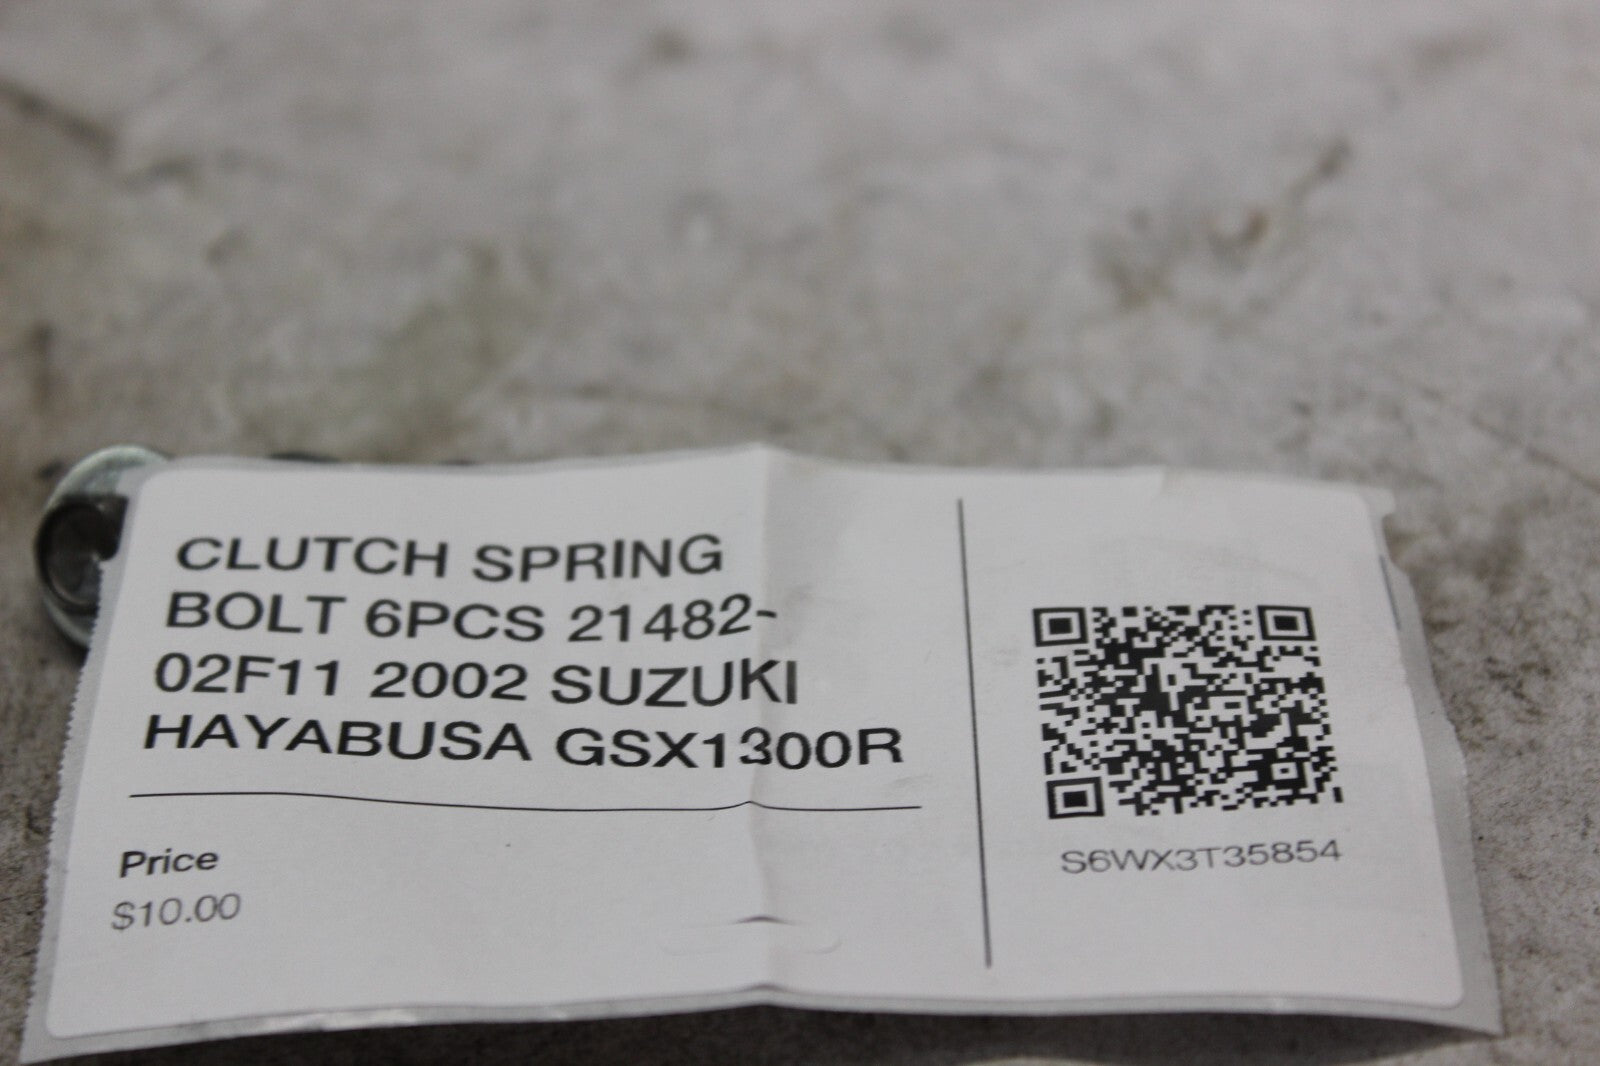 CLUTCH SPRING
BOLT 6PCS 21482-
02F11 2002 SUZUKI
HAYABUSA GSX1300R
Price
$10.00
S6WX3T35854